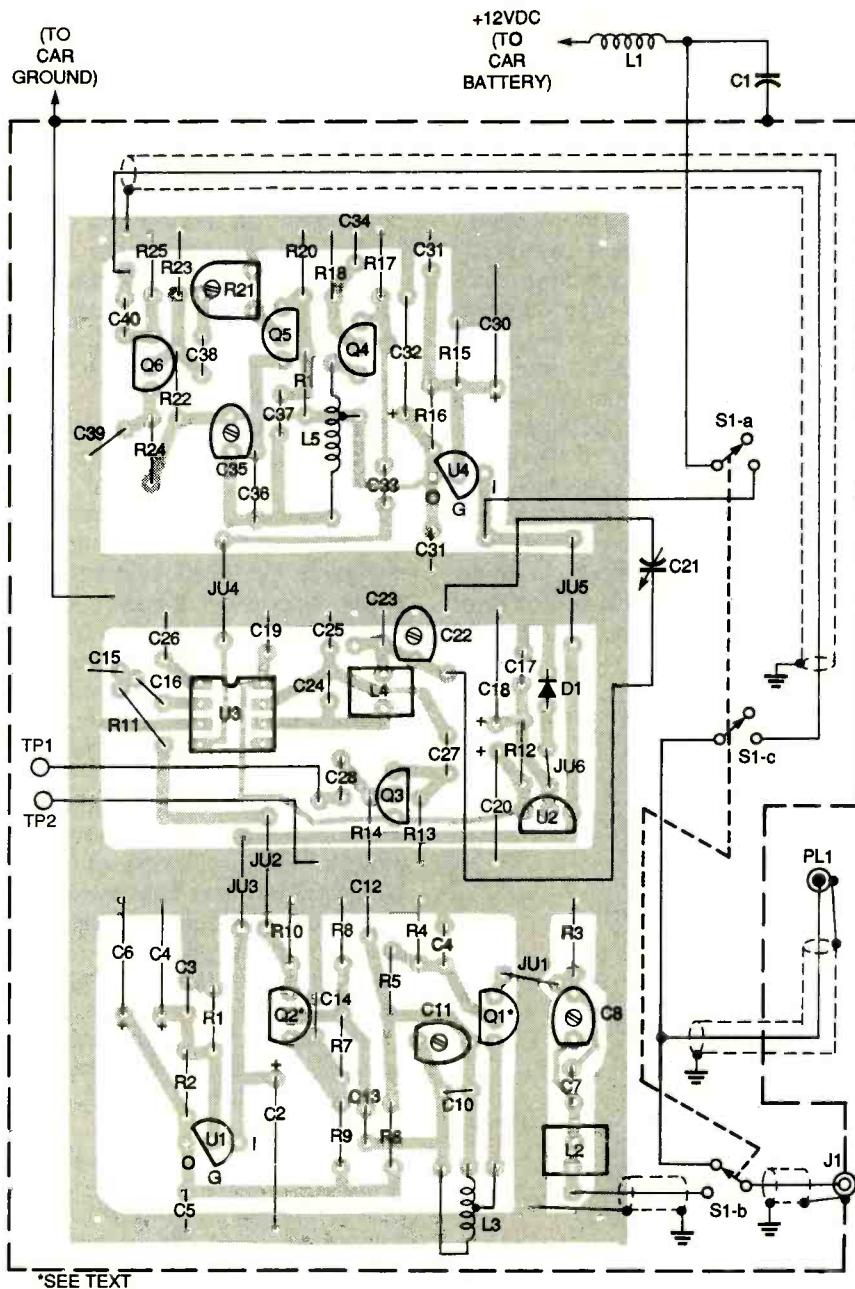 (TO
CAR
GROUND)
+12VDC
(TO
CAR
BATTERY)
L1
C1
C34
C31
R25
R23
R20
R18
R17
R21
C40
Q5
C30
Q6
C38
Q4
C32
R15
R1
R22
C37
R16
+
+
S1-a
C39
L5
R24
C35
U4
I
C36
C33
O
G
C31
C21
JU4
JU5
C23
C26
C19
C25
C22
C15
C17
C16
C24
L4
C18
D1
U3
R11
+
S1-c
TP1
C27
+
R12
JU6
C28
Q3
TP2
C20
U2
R14
R13
JU2
PL1
JU3
C12
R10
R8
R4
R3
C6
C4
C4
C3
R5
JU1
C14
C11
R1
Q2*
Q1*
C8
+
+
R7
+
R2
C7
C2
Q13
C10
R9
R6
U1
I
L2
O
G
J1
C5
L3
S1-b
*SEE TEXT